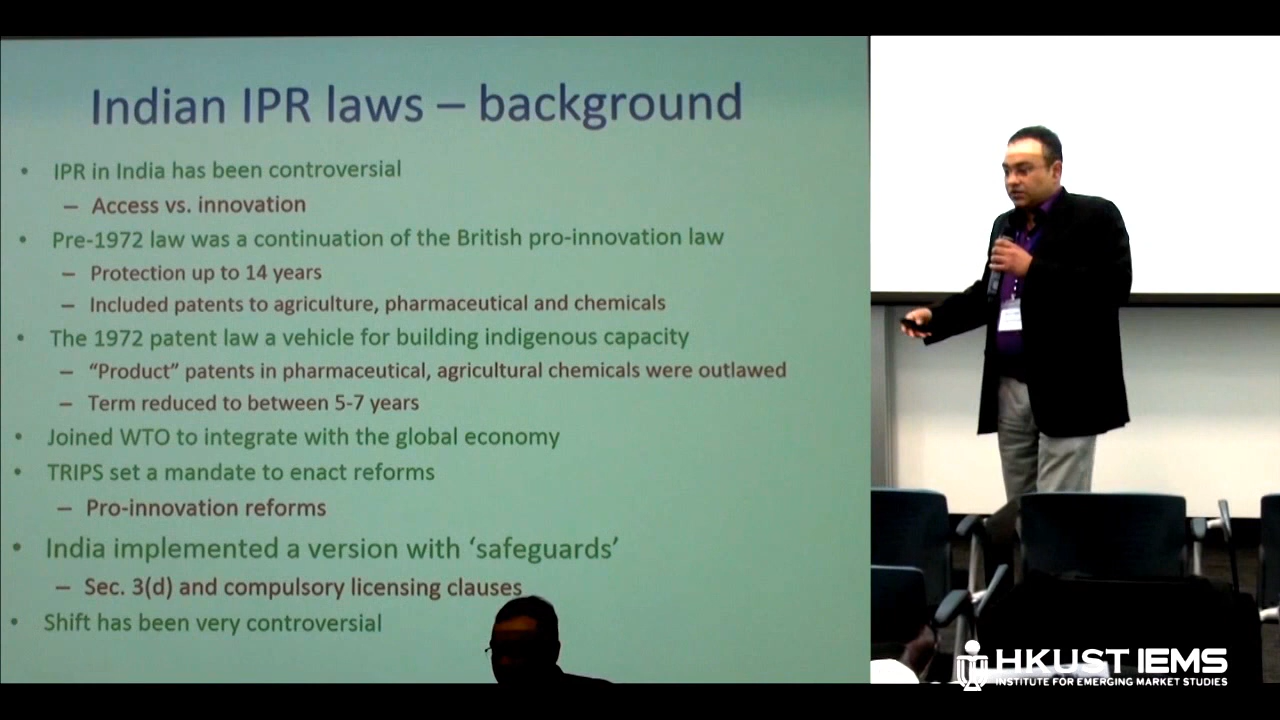 Indian IPR laws – background
• IPR in India has been controversial
– Access vs. innovation
• Pre-1972 law was a continuation of the British pro-innovation law
– Protection up to 14 years
– Included patents to agriculture, pharmaceutical and chemicals
• The 1972 patent law a vehicle for building indigenous capacity
– “Product” patents in pharmaceutical, agricultural chemicals were outlawed
– Term reduced to between 5-7 years
• Joined WTO to integrate with the global economy
• TRIPS set a mandate to enact reforms
– Pro-innovation reforms
• India implemented a version with ‘safeguards’
– Sec. 3(d) and compulsory licensing clauses
• Shift has been very controversial
HKUST IEMS
INSTITUTE FOR EMERGING MARKET STUDIES